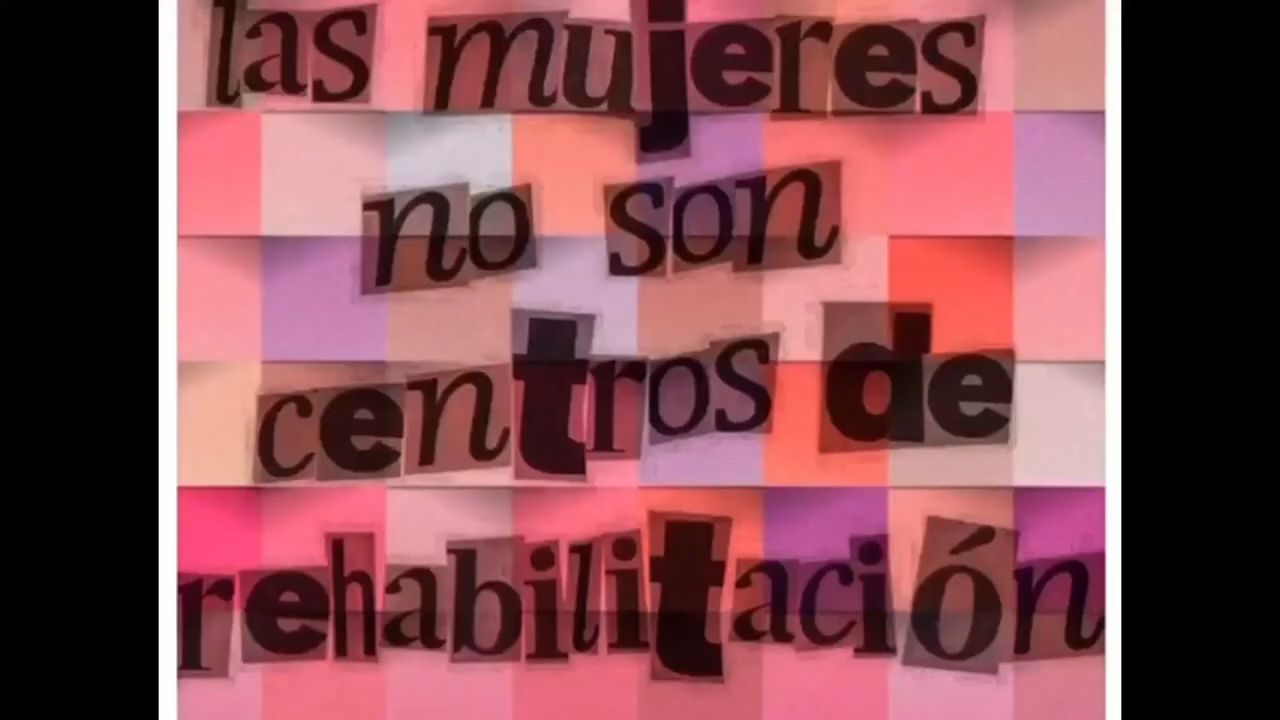 las mujeres
no son
centros de
rehabilitación